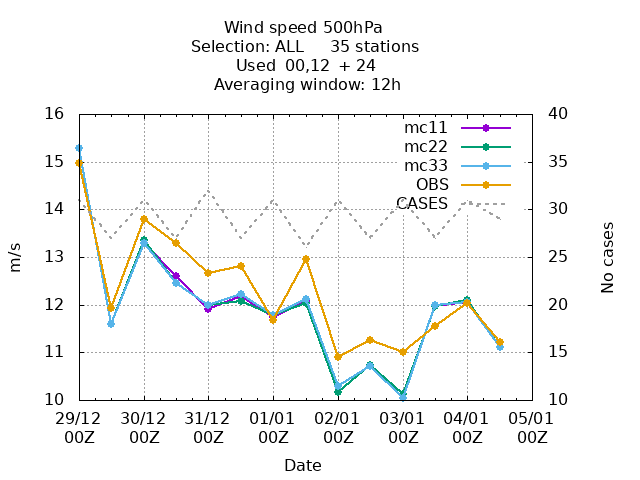 Wind speed 500hPa
Selection: ALL 35 stations
Used 00,12 + 24
Averaging window: 12h
16 40
mc11
mc22
15 35
mc33
OBS
CASES
14 30
13 25
m/s
No cases
12 20
11 15
10 10
29/12 30/12 31/12 01/01 02/01 03/01 04/01 05/01
00Z 00Z 00Z 00Z 00Z 00Z 00Z 00Z
Date